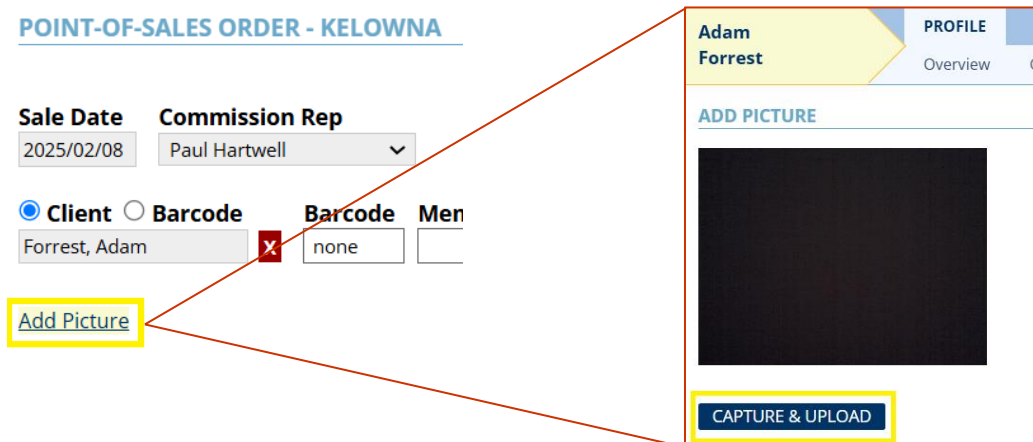 POINT-OF-SALES ORDER - KELOWNA
Sale Date Commission Rep
2025/02/08 Paul Hartwell
Client Barcode Barcode Men
Forrest, Adam X none
Add Picture
Adam
Forrest
PROFILE
Overview
ADD PICTURE
CAPTURE & UPLOAD